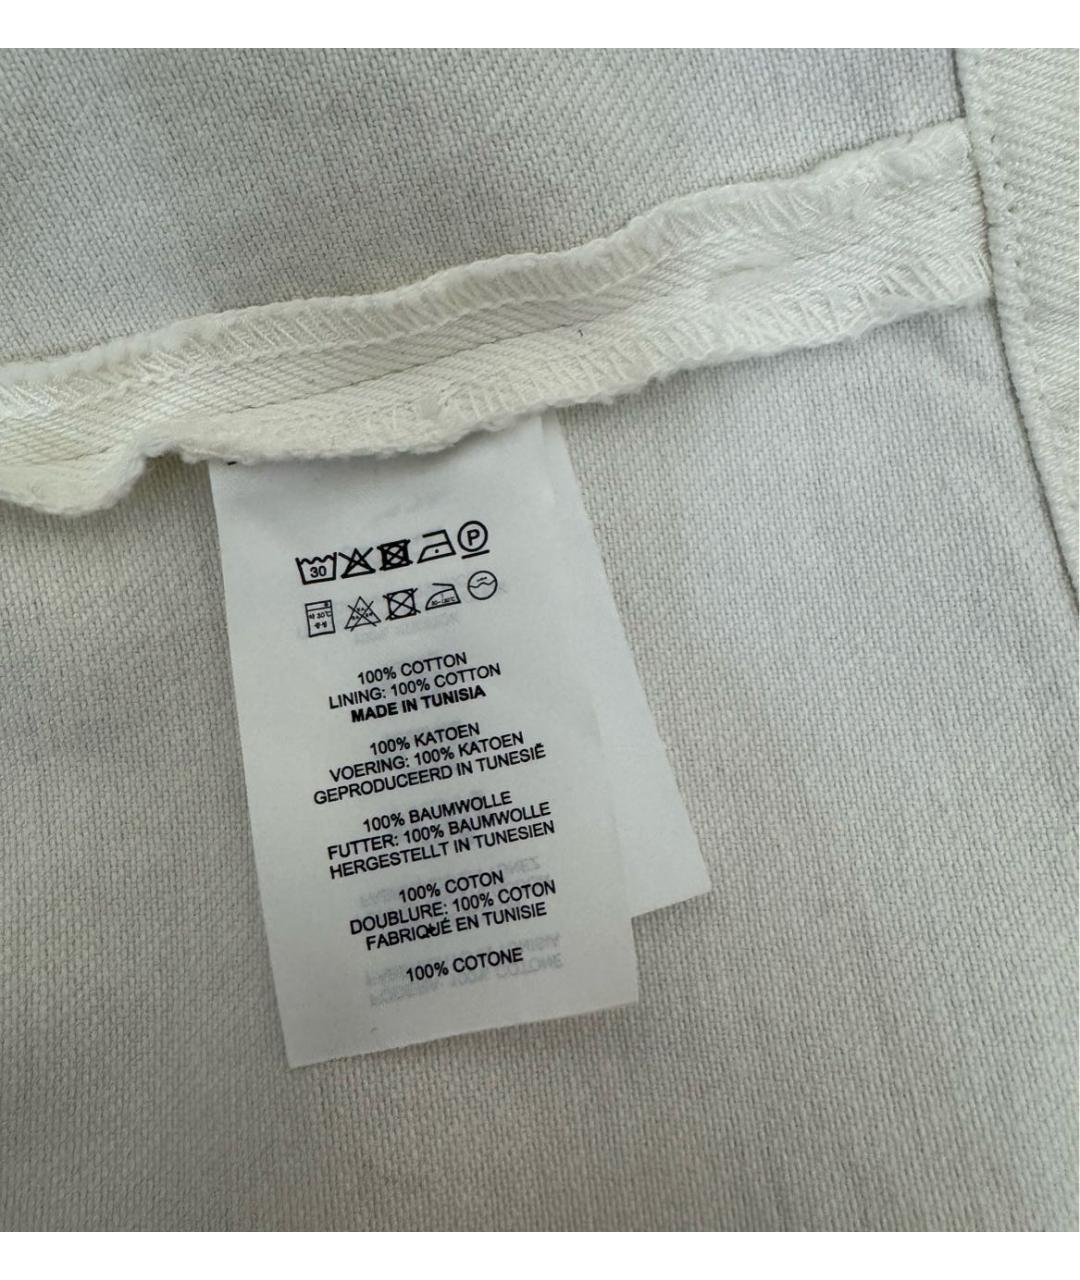 30
P
100% COTTON
LINING: 100% COTTON
MADE IN TUNISIA
100% KATOEN
VOERING: 100% KATOEN
GEPRODUCEERD IN TUNESIË
100% BAUMWOLLE
FUTTER: 100% BAUMWOLLE
HERGESTELLT IN TUNESIEN
100% COTON
DOUBLURE: 100% COTON
FABRIQUÉ EN TUNISIE
100% COTONE